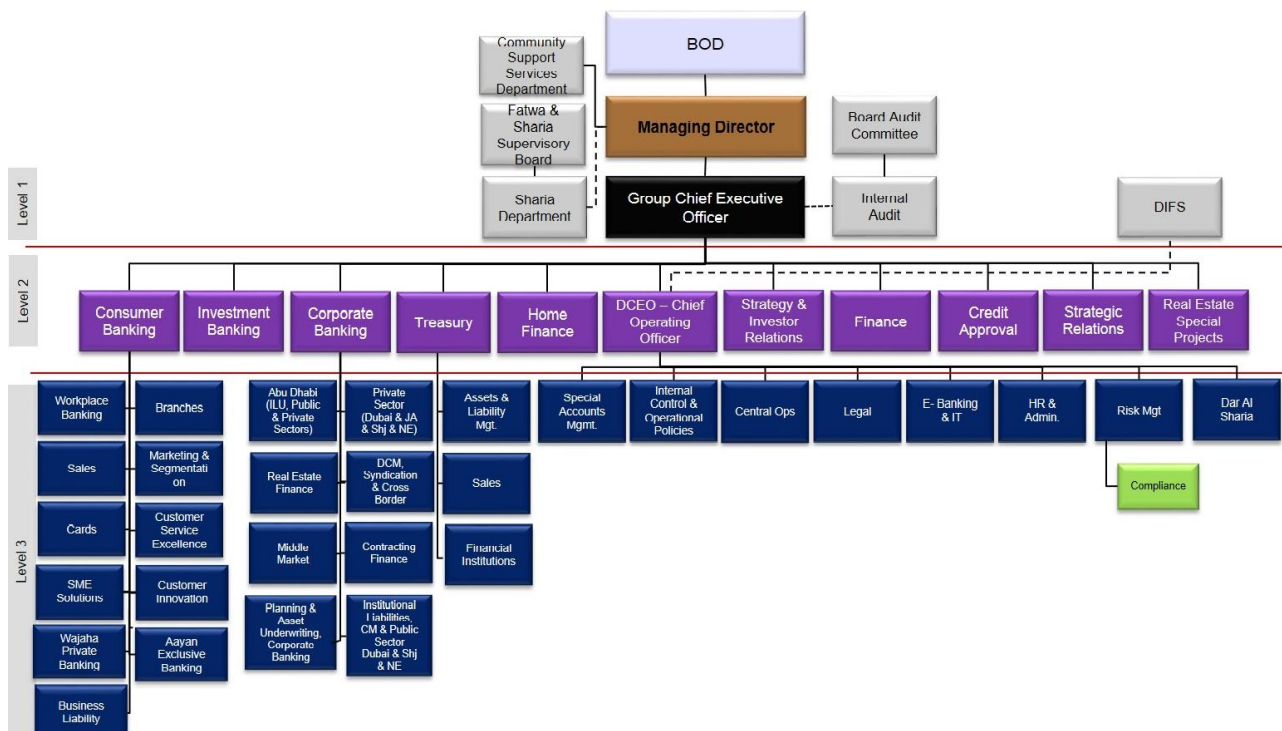 BOD
Community
Support
Services
Department
Managing Director
Fatwa &
Sharia
Supervisory
Board
Board Audit
Committee
Level 1
Sharia
Department
Group Chief Executive
Officer
Internal
Audit
DIFS
Level 2
Consumer
Banking
Investment
Banking
Corporate
Banking
Treasury
Home
Finance
DCEO – Chief
Operating
Officer
Strategy &
Investor
Relations
Finance
Credit
Approval
Strategic
Relations
Real Estate
Special
Projects
Level 3
Workplace
Banking
Branches
Sales
Marketing &
Segmentati
on
Cards
Customer
Service
Excellence
SME
Solutions
Customer
Innovation
Wajaha
Private
Banking
Aayan
Exclusive
Banking
Business
Liability
Abu Dhabi
(ILU, Public
& Private
Sectors)
Private
Sector
(Dubai & JA
& Shj & NE)
Real Estate
Finance
DCM,
Syndication
& Cross
Border
Middle
Market
Contracting
Finance
Planning &
Asset
Underwriting,
Corporate
Banking
Institutional
Liabilities,
CM & Public
Sector
Dubai & Shj
& NE
Assets &
Liability
Mgt.
Sales
Financial
Institutions
Special
Accounts
Mgmt.
Internal
Control &
Operational
Policies
Central Ops
Legal
E- Banking
& IT
HR &
Admin.
Risk Mgt
Dar Al
Sharia
Compliance